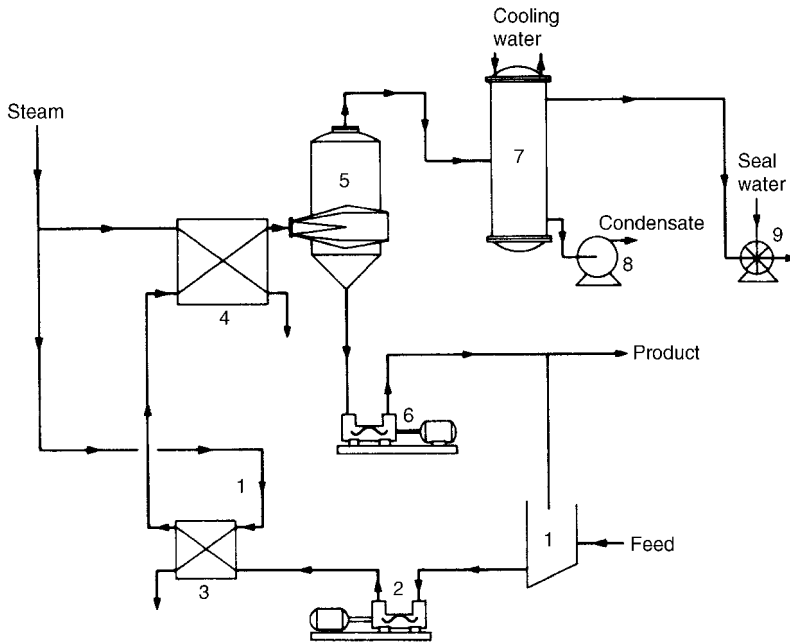 Cooling
water
Steam
5
7
Seal
water
Condensate
9
8
4
Product
6
1
1
Feed
2
3